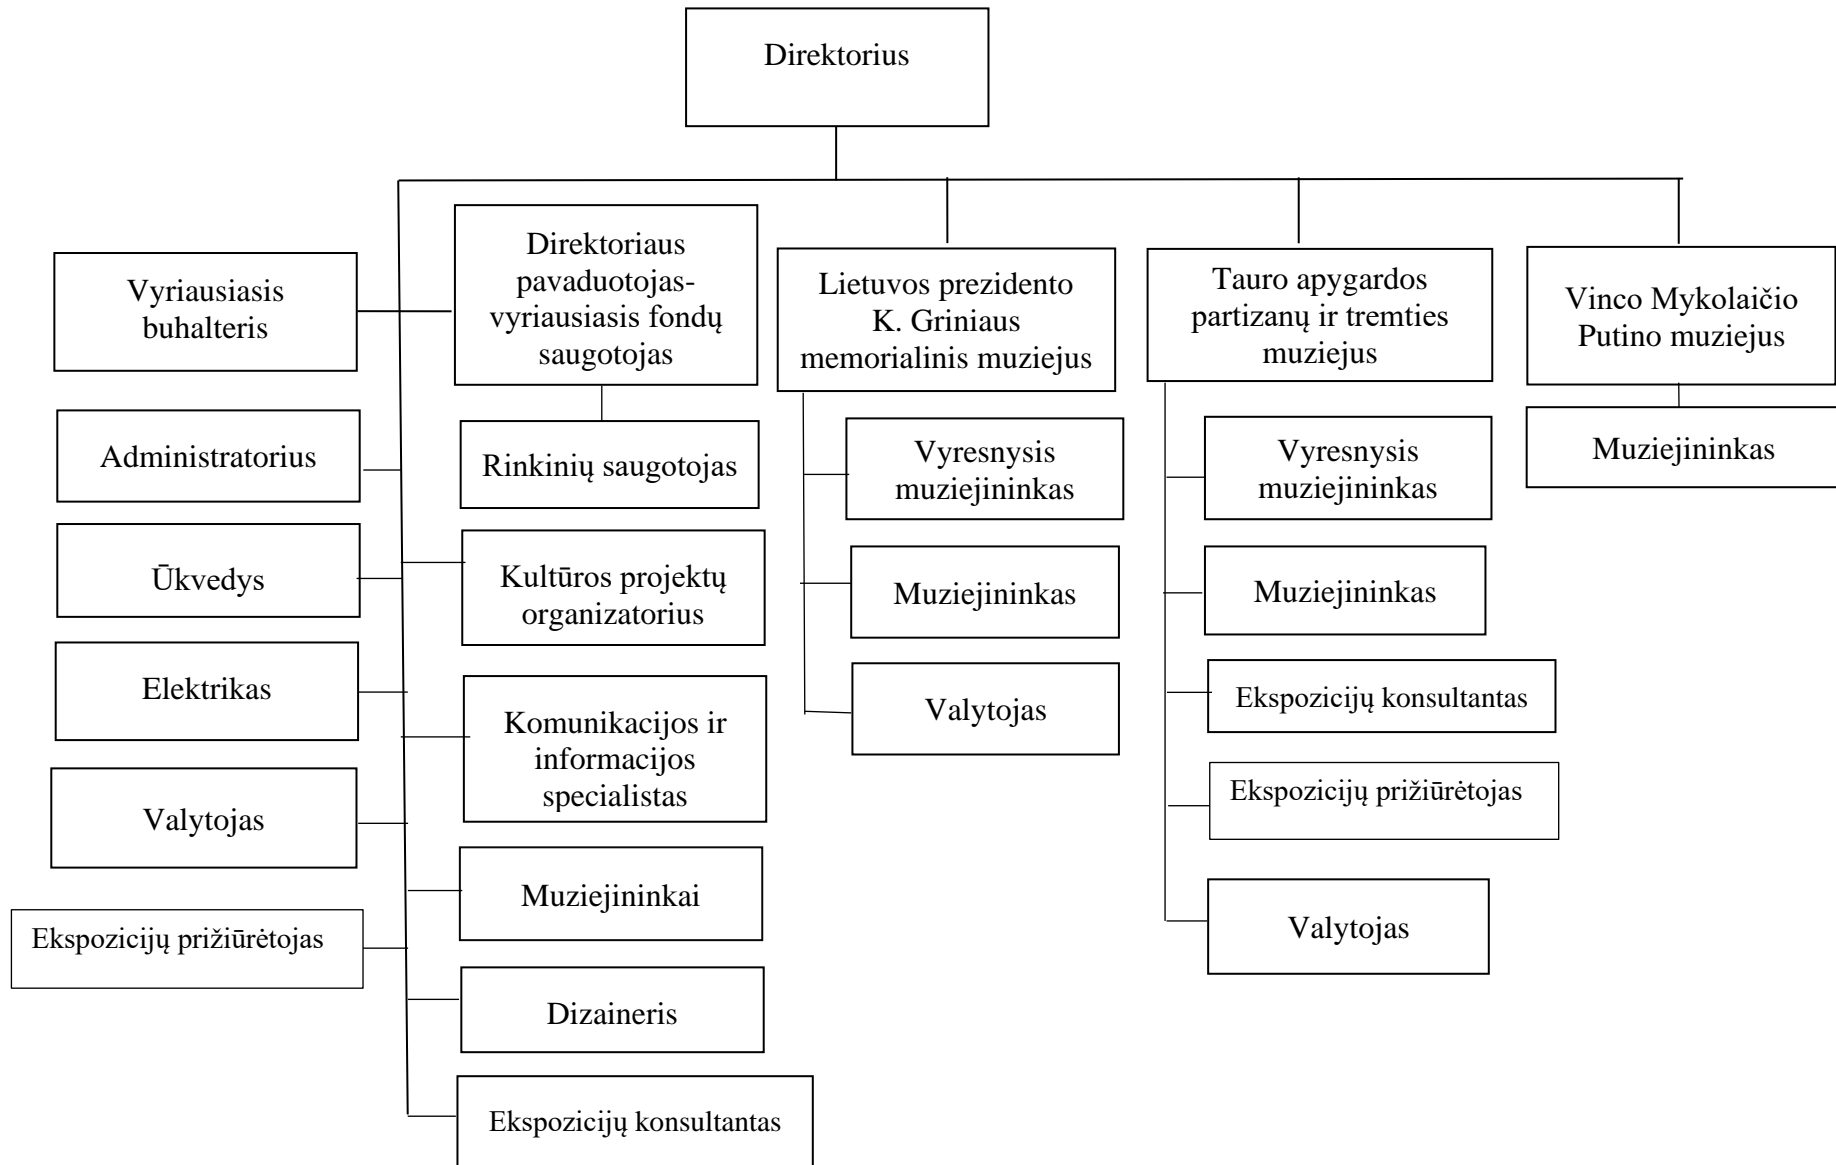 Direktorius
Vyriausiasis
buhalteris
Administratorius
Ūkvedys
Elektrikas
Valytojas
Ekspozicijų prižiūrėtojas
Direktoriaus
pavaduotojas-
vyriausiasis fondų
saugotojas
Rinkinių saugotojas
Kultūros projektų
organizatorius
Komunikacijos ir
informacijos
specialistas
Muziejininkai
Dizaineris
Ekspozicijų konsultantas
Lietuvos prezidento
K. Griniaus
memorialinis muziejus
Vyresnysis
muziejininkas
Muziejininkas
Valytojas
Tauro apygardos
partizanų ir tremties
muziejus
Vyresnysis
muziejininkas
Muziejininkas
Ekspozicijų konsultantas
Ekspozicijų prižiūrėtojas
Valytojas
Vinco Mykolaičio
Putino muziejus
Muziejininkas